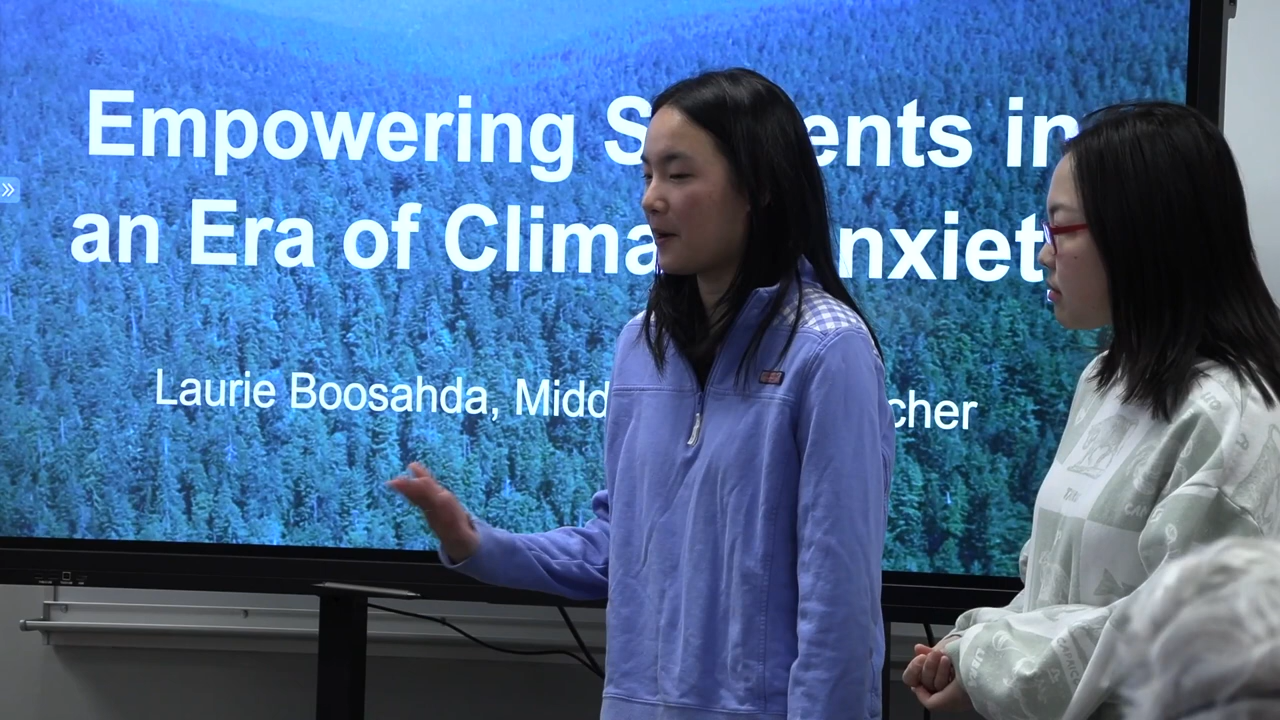 Empowering S ents in
an Era of Clima nxiet
Laurie Boosahda, Midd cher